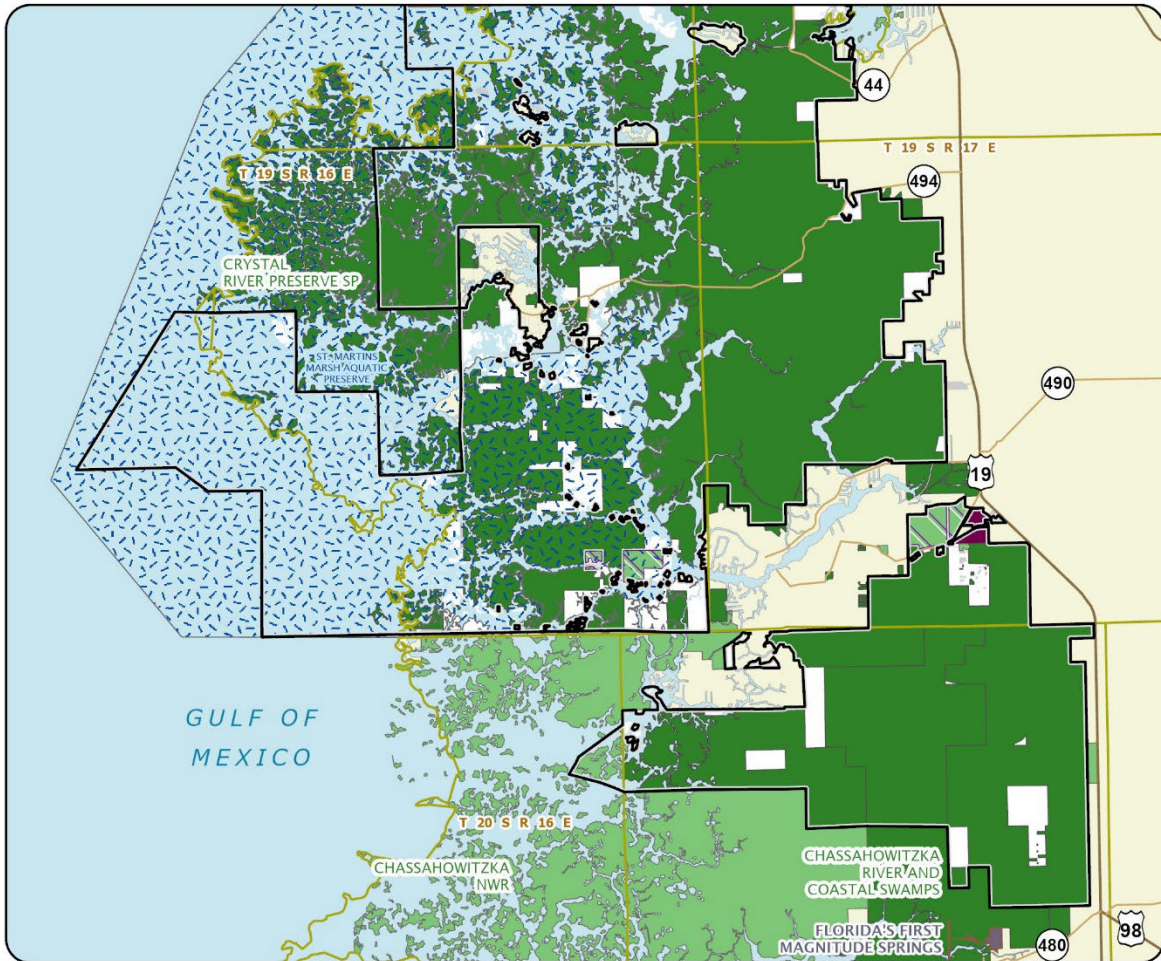 44
T 19 S R 17 E
494
T 19 S R 16 E
CRYSTAL
RIVER PRESERVE SP
ST. MARTINS
MARSH AQUATIC
PRESERVE
490
19
GULF OF
MEXICO
T 20 S R 16 E
CHASSAHOWITZKA
NWR
CHASSAHOWITZKA
RIVER AND
COASTAL SWAMPS
FLORIDA'S FIRST
MAGNITUDE SPRINGS
98
480